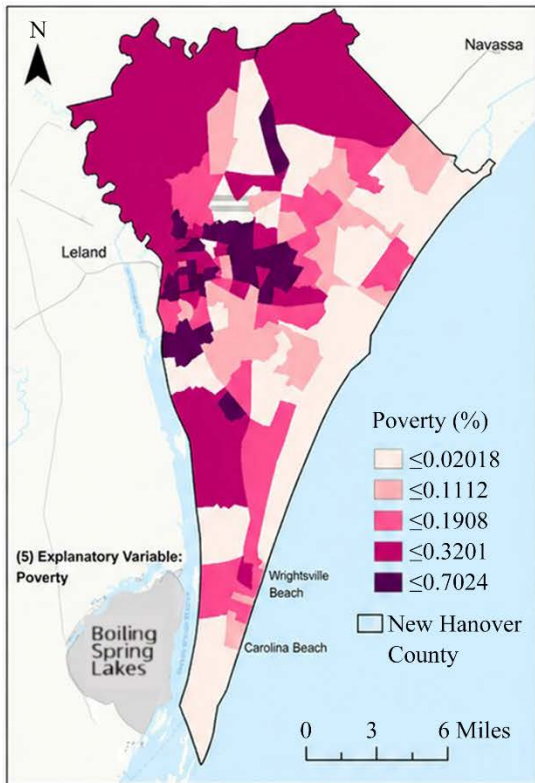 N
Navassa
Leland
Poverty (%)
≤0.02018
≤0.1112
≤0.1908
≤0.3201
≤0.7024
New Hanover
County
(5) Explanatory Variable:
Poverty
Wrightsville
Beach
Boiling
Spring
Lakes
Carolina Beach
0 3 6 Miles